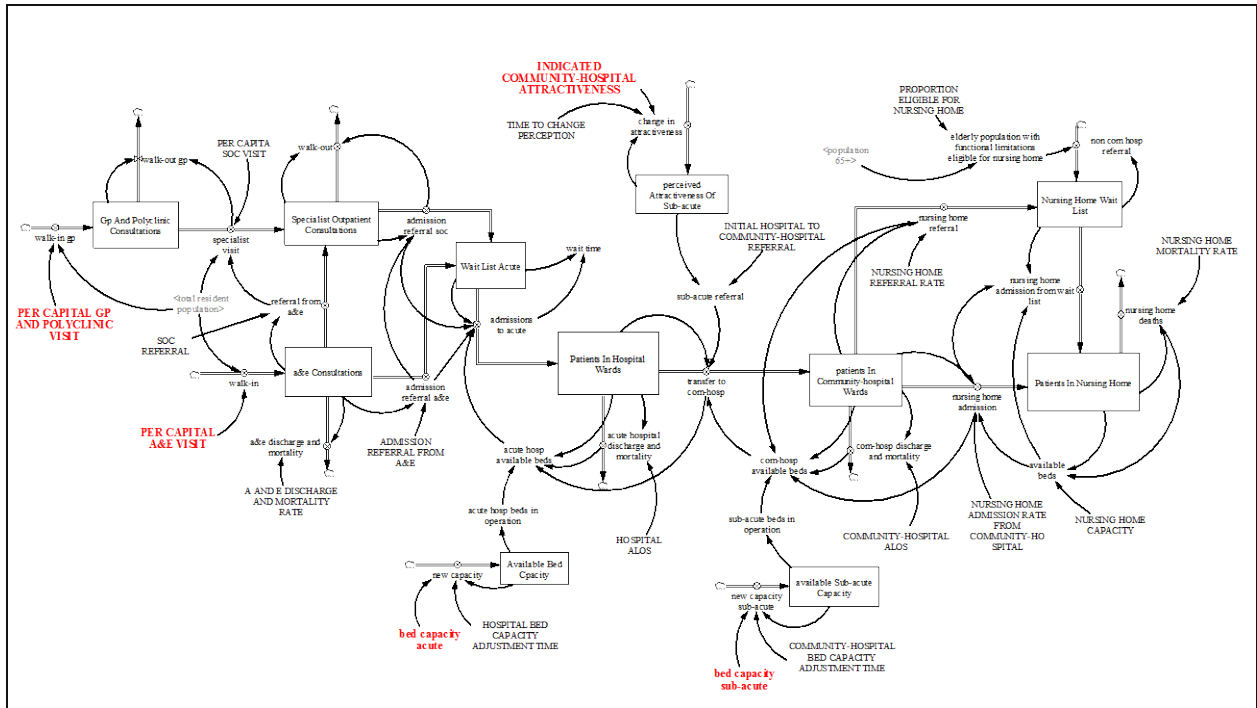 INDICATED
COMMUNITY-HOSPITAL
ATTRACTIVENESS
TIME TO CHANGE
PERCEPTION
change in
attractiveness
perceived
Attractiveness Of
Sub-acute
PROPORTION
ELIGIBLE FOR
NURSING HOME
<population
65+>
elderly population with
functional limitations
eligible for nursing home
non com hosp
referral
walk-out gp
PER CAPITA
SOC VISIT
walk-out
Gp And Polyclinic
Consultations
walk-in gp
specialist
visit
Specialist Outpatient
Consultations
admission
referral soc
Wait List Acute
wait time
INITIAL HOSPITAL TO
COMMUNITY-HOSPITAL
REFERRAL
sub-acute referral
nursing home
referral
NURSING HOME
REFERRAL RATE
Nursing Home Wait
List
NURSING HOME
MORTALITY RATE
nursing home
admission from wait
list
nursing home
deaths
PER CAPITAL GP
AND POLYCLINIC
VISIT
<total resident
population>
referral from
a&e
SOC
REFERRAL
admissions
to acute
walk-in
a&e Consultations
admission
referral a&e
Patients In Hospital
Wards
transfer to
com-hosp
patients In
Community-hospital
Wards
nursing home
admission
Patients In Nursing Home
PER CAPITAL
A&E VISIT
a&e discharge and
mortality
ADMISSION
REFERRAL FROM
A&E
A AND E DISCHARGE
AND MORTALITY
RATE
acute hosp
available beds
acute hospital
discharge and
mortality
HOSPITAL
ALOS
com-hosp
available beds
com-hosp discharge
and mortality
COMMUNITY-HOSPITAL
ALOS
available
beds
NURSING HOME
ADMISSION RATE
FROM
COMMUNITY-HO
SPITAL
NURSING HOME
CAPACITY
acute hosp beds in
operation
sub-acute beds in
operation
new capacity
Available Bed
Cpacity
new capacity
sub-acute
available Sub-acute
Capacity
bed capacity
acute
HOSPITAL BED
CAPACITY
ADJUSTMENT TIME
bed capacity
sub-acute
COMMUNITY-HOSPITAL
BED CAPACITY
ADJUSTMENT TIME